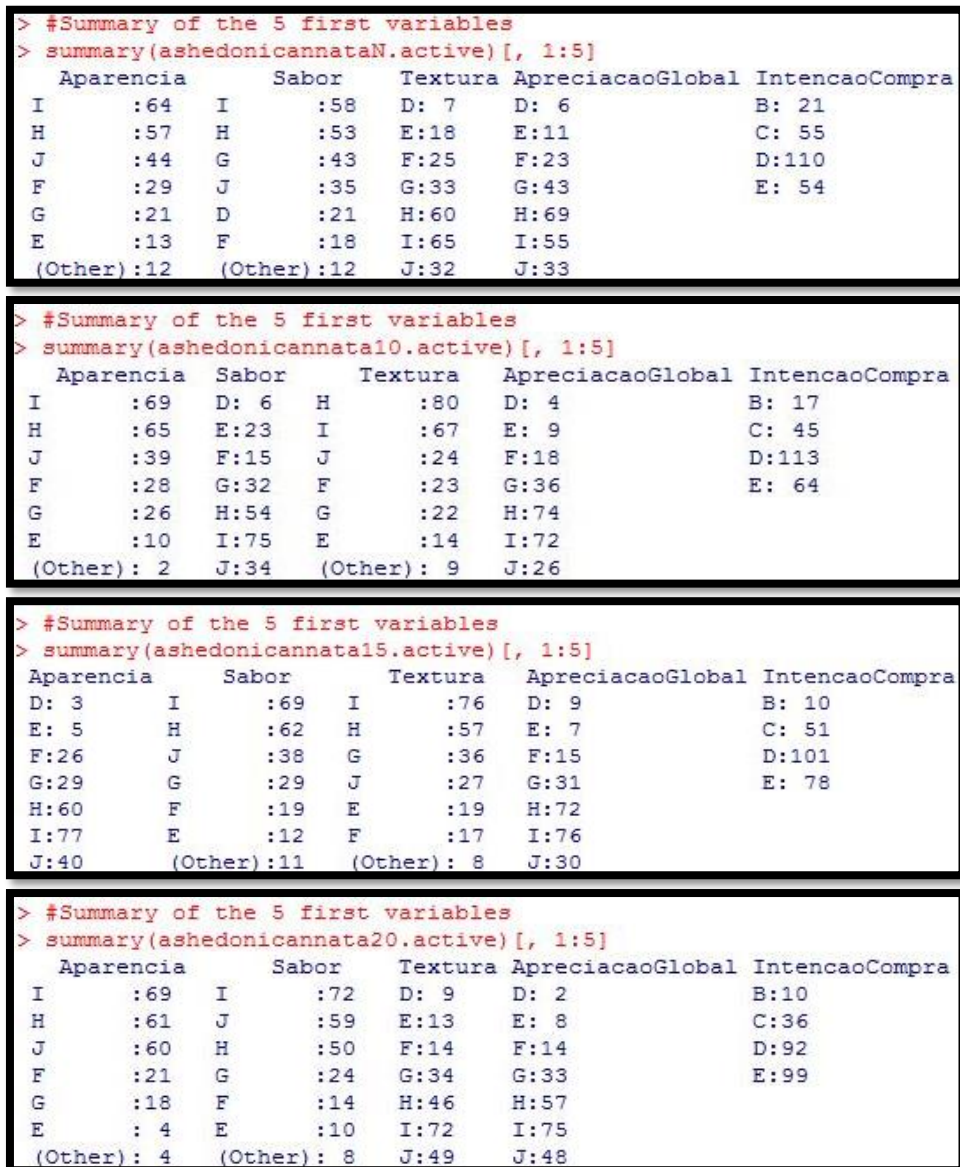 > #Summary of the 5 first variables
> summary(ashedonicannataN.active)[, 1:5]
Aparencia Sabor Textura ApreciacaoGlobal IntencaoCompra
I :64 I :58 D: 7 D: 6 B: 21
H :57 H :53 E:18 E:11 C: 55
J :44 G :43 F:25 F:23 D:110
F :29 J :35 G:33 G:43 E: 54
G :21 D :21 H:60 H:69
E :13 F :18 I:65 I:55
(Other):12 (Other):12 J:32 J:33
> #Summary of the 5 first variables
> summary(ashedonicannata10.active)[, 1:5]
Aparencia Sabor Textura ApreciacaoGlobal IntencaoCompra
I :69 D: 6 H :80 D: 4 B: 17
H :65 E:23 I :67 E: 9 C: 45
J :39 F:15 J :24 F:18 D:113
F :28 G:32 F :23 G:36 E: 64
G :26 H:54 G :22 H:74
E :10 I:75 E :14 I:72
(Other): 2 J:34 (Other): 9 J:26
> #Summary of the 5 first variables
> summary(ashedonicannata15.active)[, 1:5]
Aparencia Sabor Textura ApreciacaoGlobal IntencaoCompra
D: 3 I :69 I :76 D: 9 B: 10
E: 5 H :62 H :57 E: 7 C: 51
F:26 J :38 G :36 F:15 D:101
G:29 G :29 J :27 G:31 E: 78
H:60 F :19 E :19 H:72
I:77 E :12 F :17 I:76
J:40 (Other):11 (Other): 8 J:30
> #Summary of the 5 first variables
> summary(ashedonicannata20.active)[, 1:5]
Aparencia Sabor Textura ApreciacaoGlobal IntencaoCompra
I :69 I :72 D: 9 D: 2 B:10
H :61 J :59 E:13 E: 8 C:36
J :60 H :50 F:14 F:14 D:92
F :21 G :24 G:34 G:33 E:99
G :18 F :14 H:46 H:57
E : 4 E :10 I:72 I:75
(Other): 4 (Other): 8 J:49 J:48